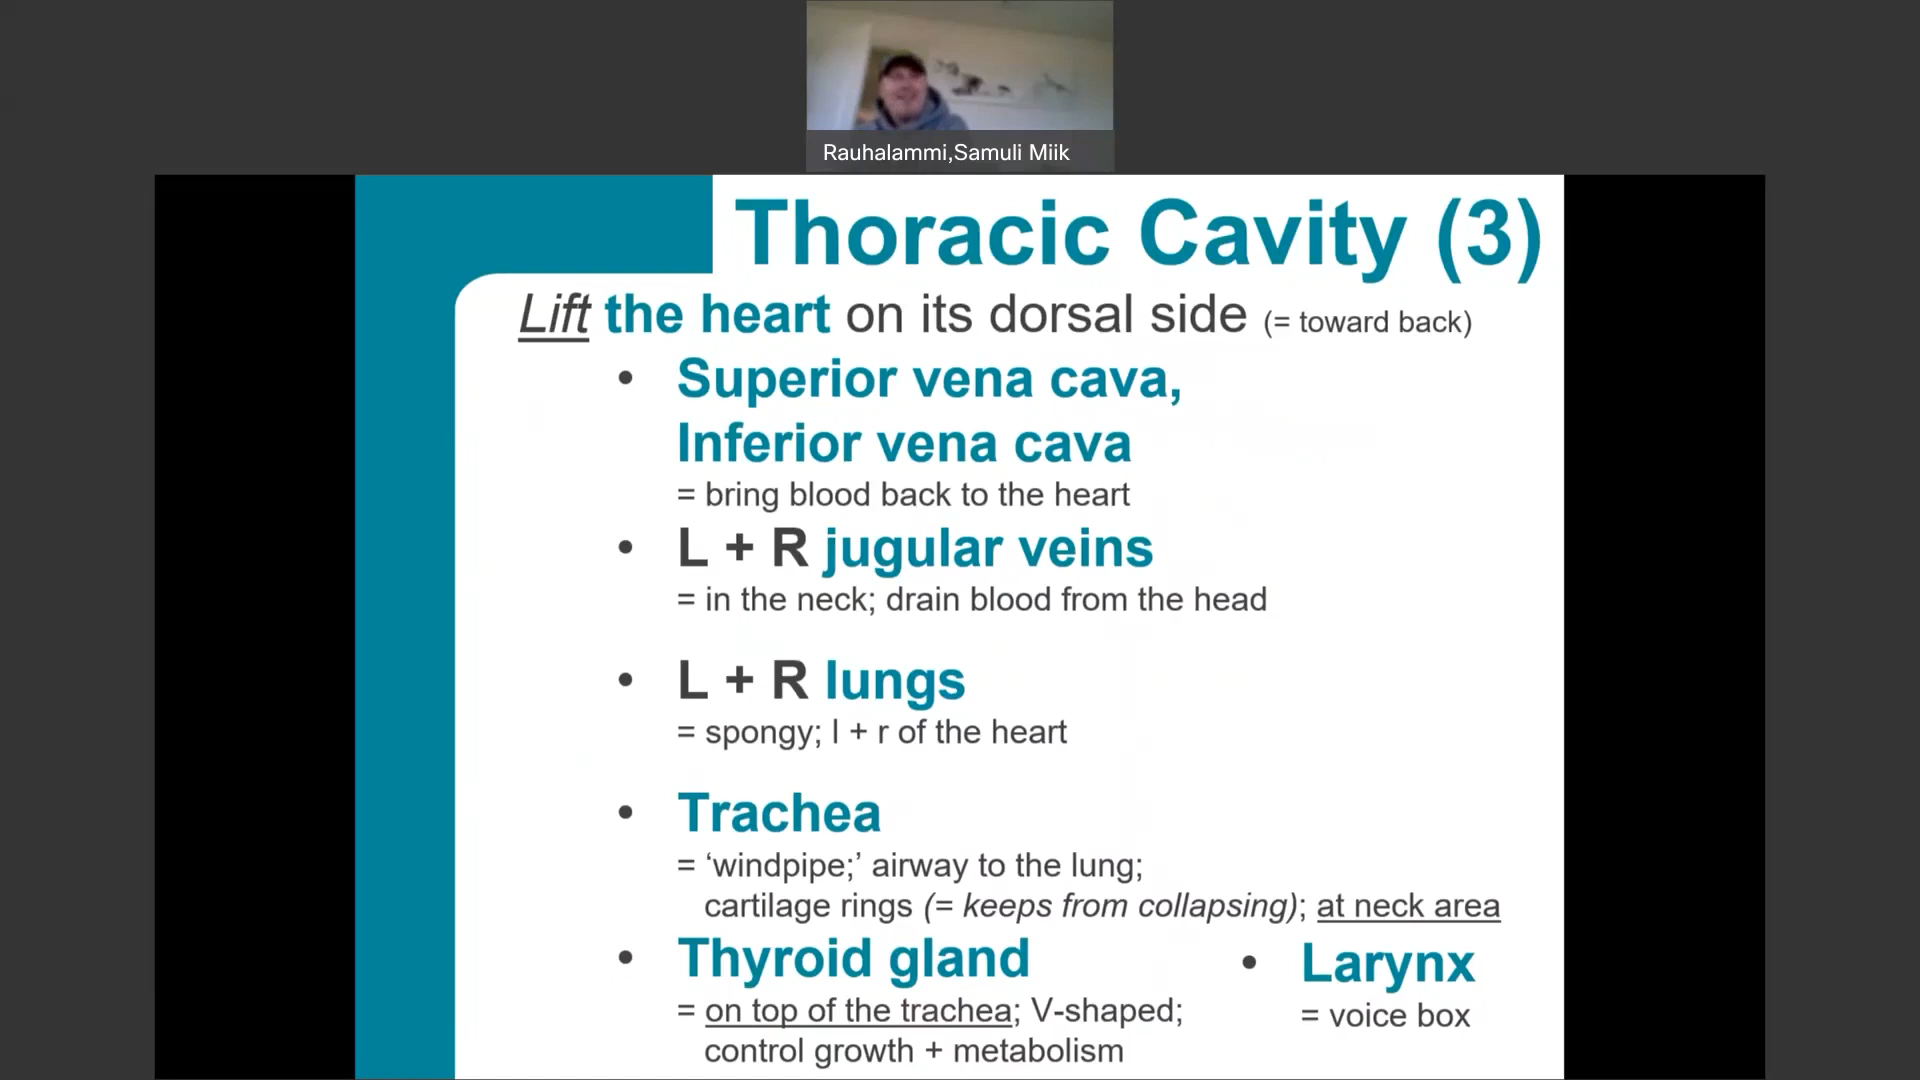 Rauhalammi,Samuli Miik
Thoracic Cavity (3)
Lift the heart on its dorsal side (= toward back)
• Superior vena cava,
Inferior vena cava
= bring blood back to the heart
• L + R jugular veins
= in the neck; drain blood from the head
• L + R lungs
= spongy; l + r of the heart
• Trachea
= ‘windpipe;’ airway to the lung;
cartilage rings (= keeps from collapsing); at neck area
• Thyroid gland
= on top of the trachea; V-shaped;
control growth + metabolism
• Larynx
= voice box